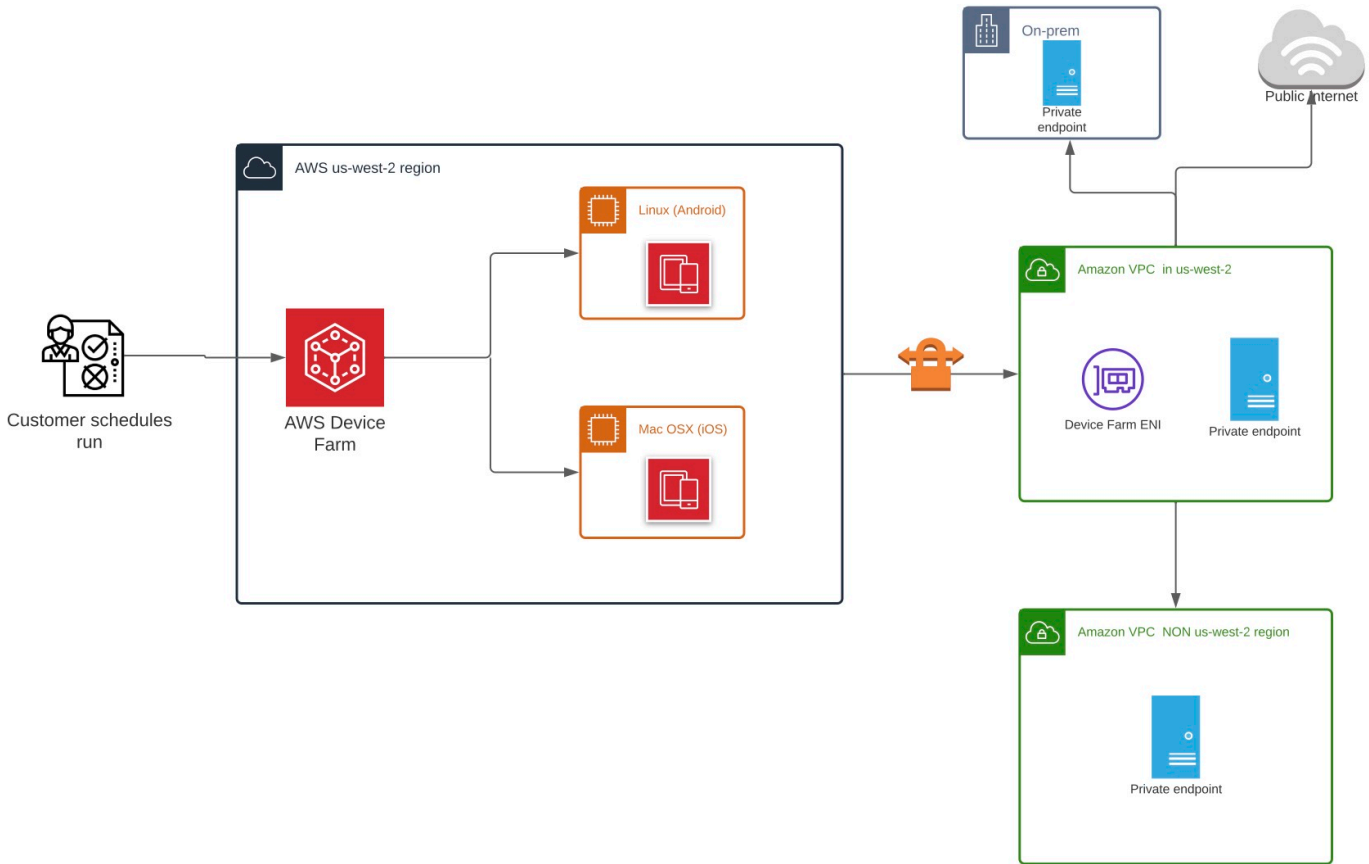 On-prem
Private
endpoint
Public Internet
AWS us-west-2 region
Linux (Android)
Customer schedules
run
AWS Device
Farm
Mac OSX (iOS)
Amazon VPC in us-west-2
Device Farm ENI
Private endpoint
Amazon VPC NON us-west-2 region
Private endpoint